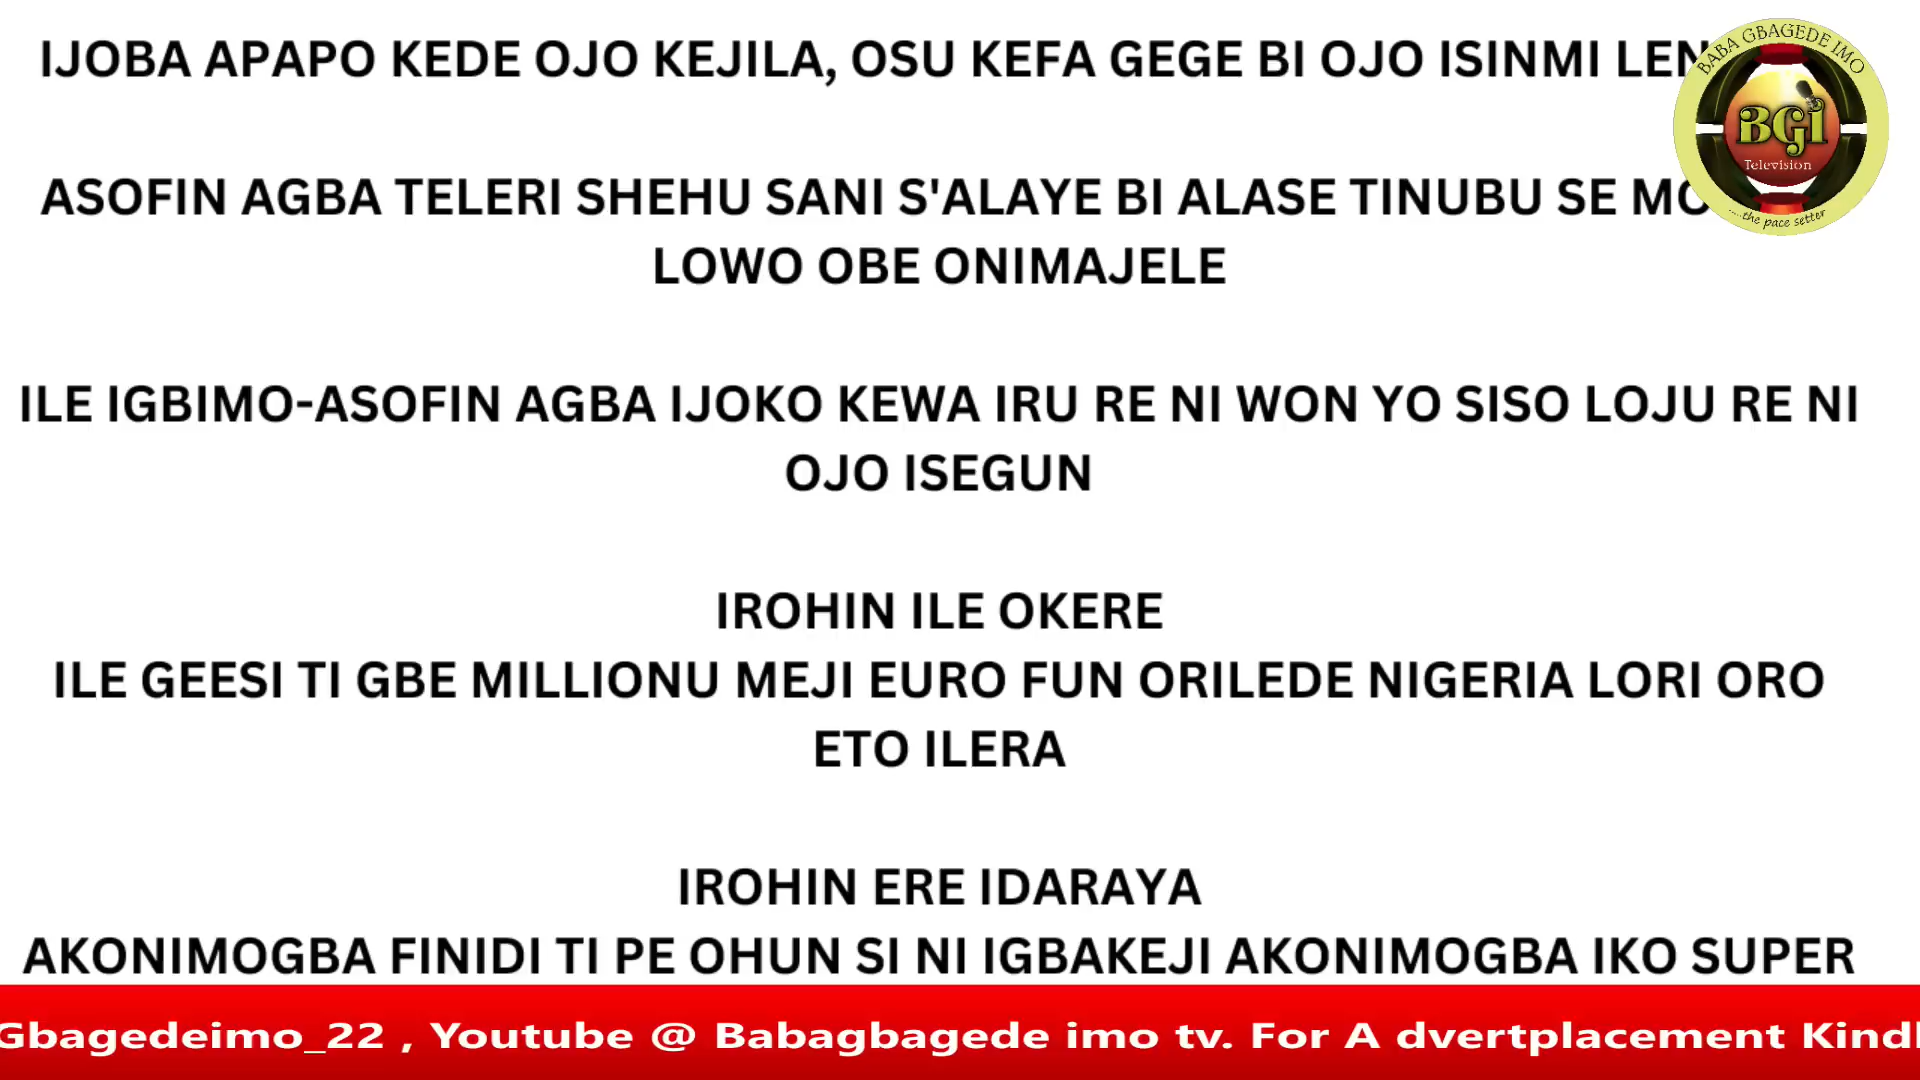 IJOBA APAPO KEDE OJO KEJILA, OSU KEFA GEGE BI OJO ISINMI
BABA GBAGEDE IMO
BGI
Television
.....the pace setter
ASOFIN AGBA TELERI SHEHU SANI S'ALAYE BI ALASE TINUBU SE
LOWO OBE ONIMAJELE
ILE IGBIMO-ASOFIN AGBA IJOKO KEWA IRU RE NI WON YO SISO LOJU RE NI
OJO ISEGUN
IROHIN ILE OKERE
ILE GEESI TI GBE MILLIONU MEJI EURO FUN ORILEDE NIGERIA LORI ORO
ETO ILERA
IROHIN ERE IDARAYA
AKONIMOGBA FINIDI TI PE OHUN SI NI IGBAKEJI AKONIMOGBA IKO SUPER
Gbagedeimo_22 , Youtube @ Babagbagede imo tv. For A dvertplacement